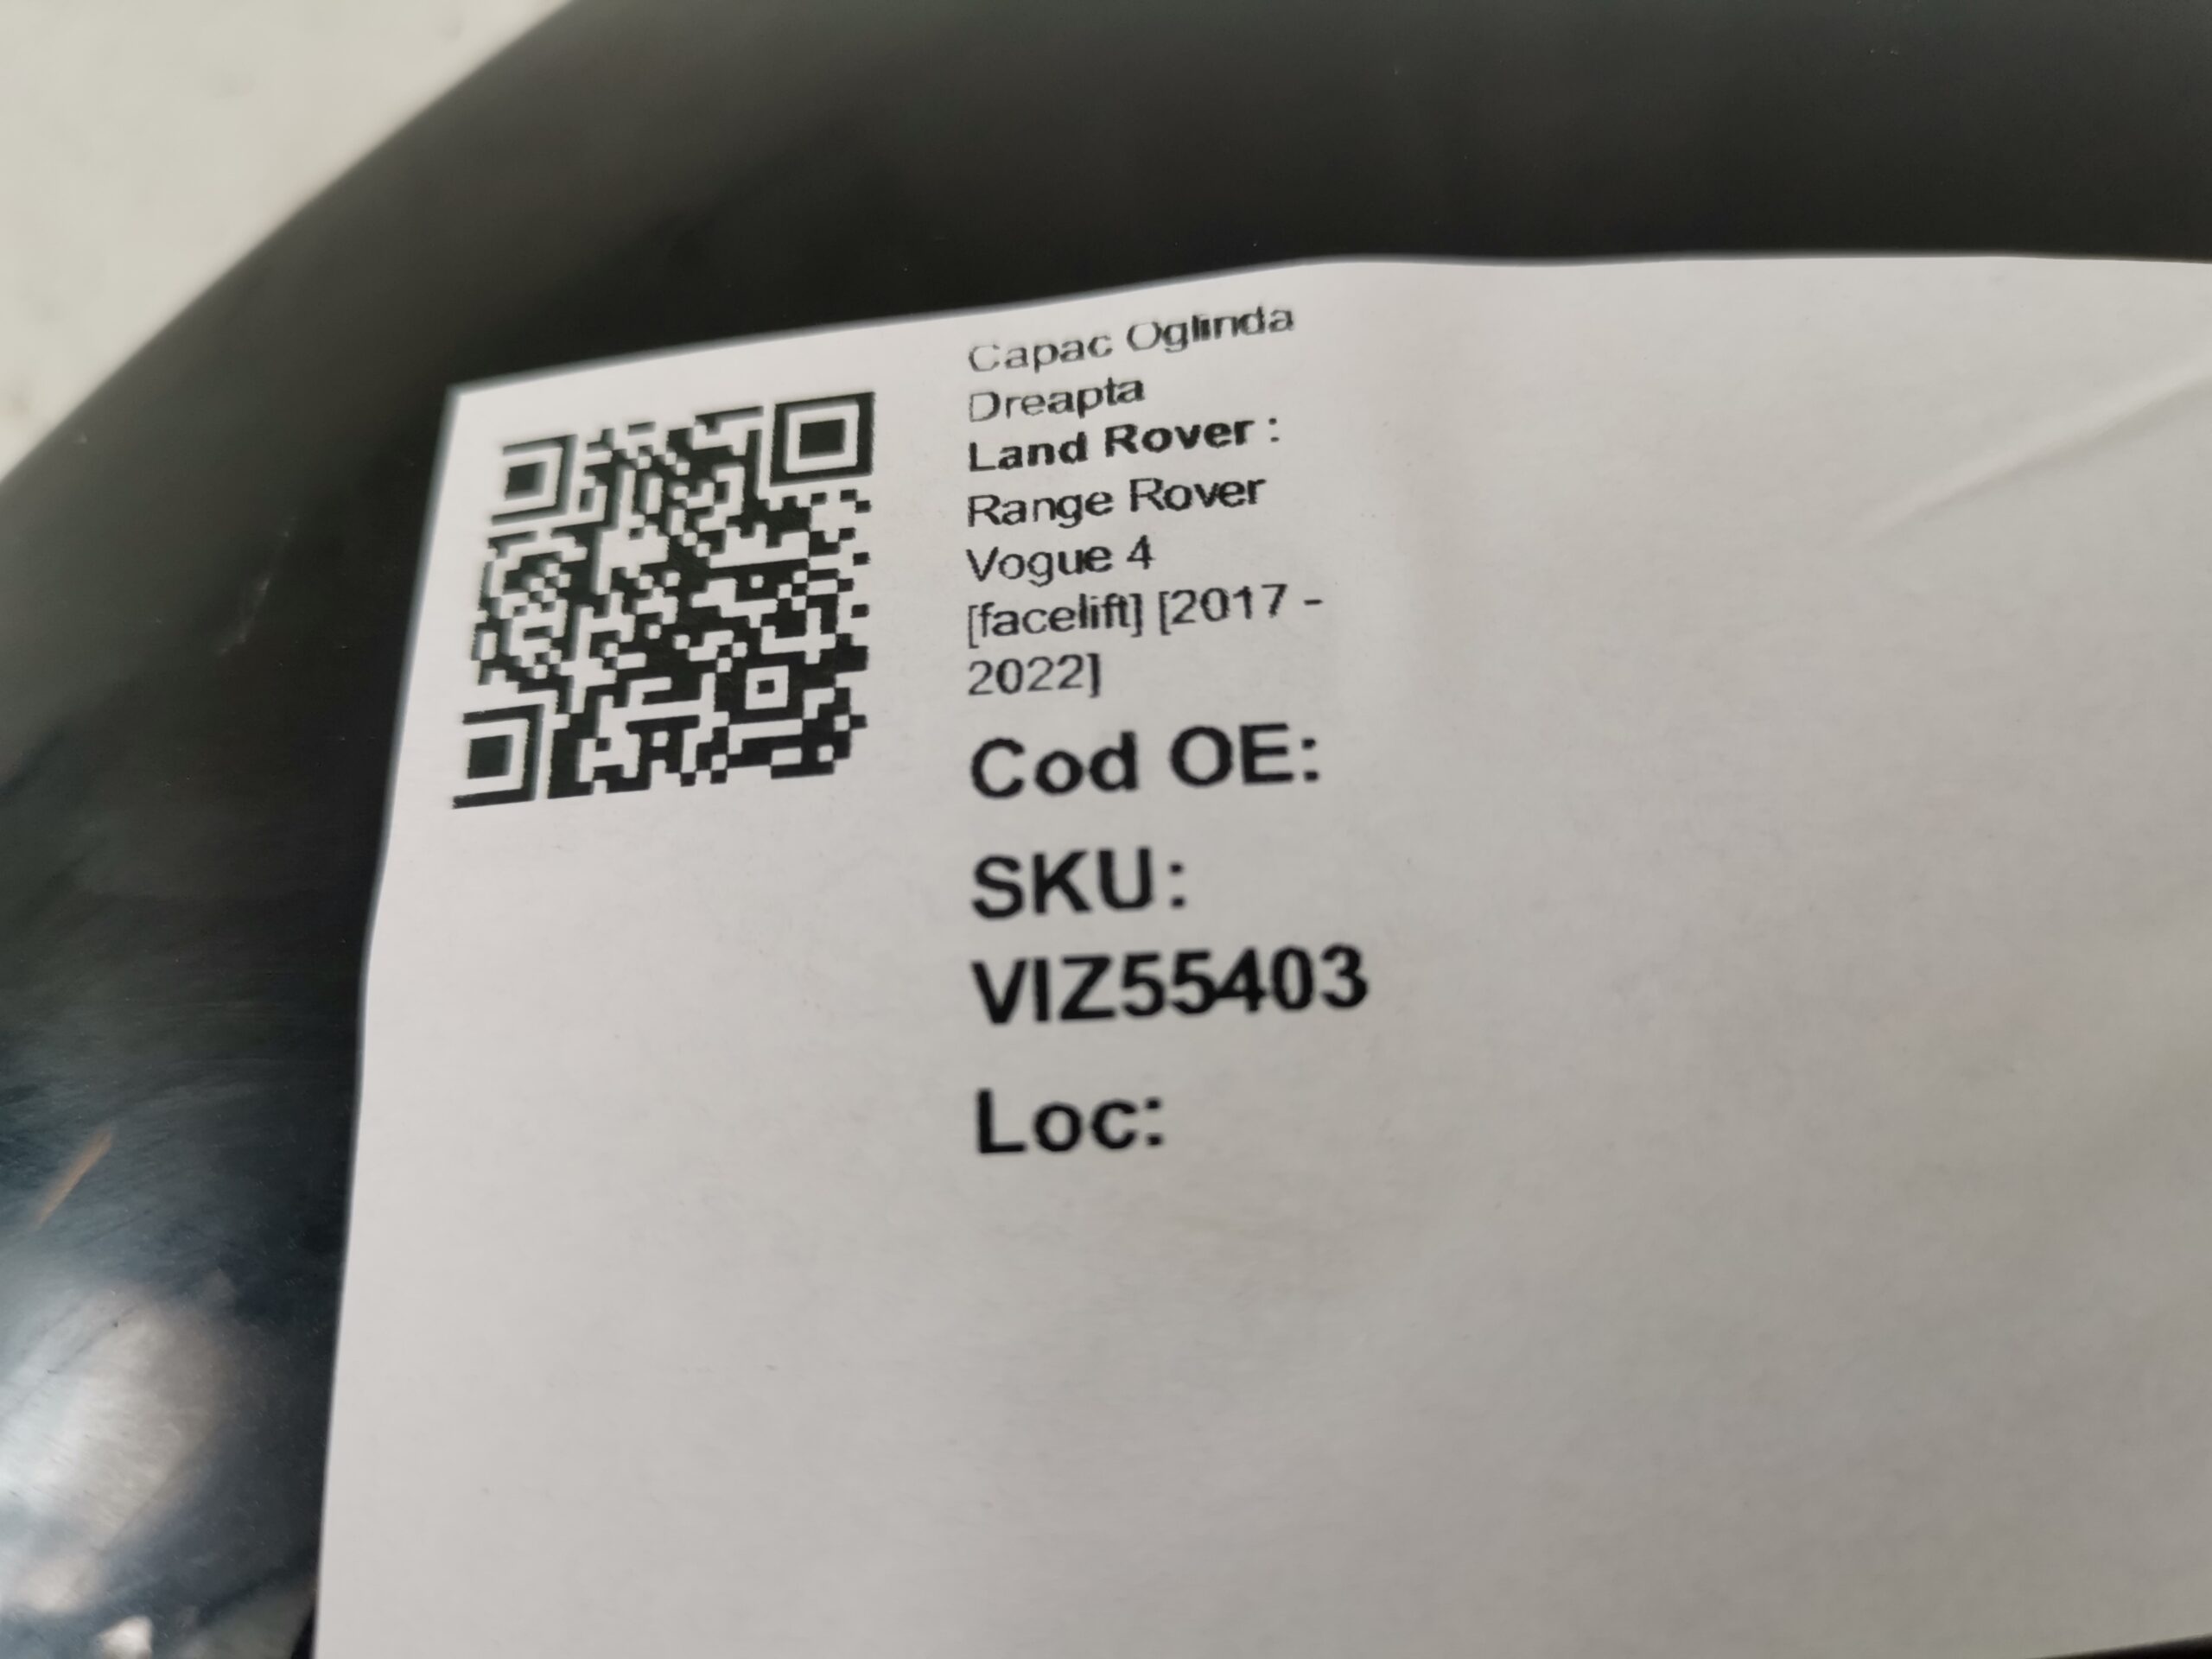 Capac Oglinda
Dreapta
Land Rover :
Range Rover
Vogue 4
[facelift] [2017 -
2022]
Cod OE:
SKU:
VIZ55403
Loc: